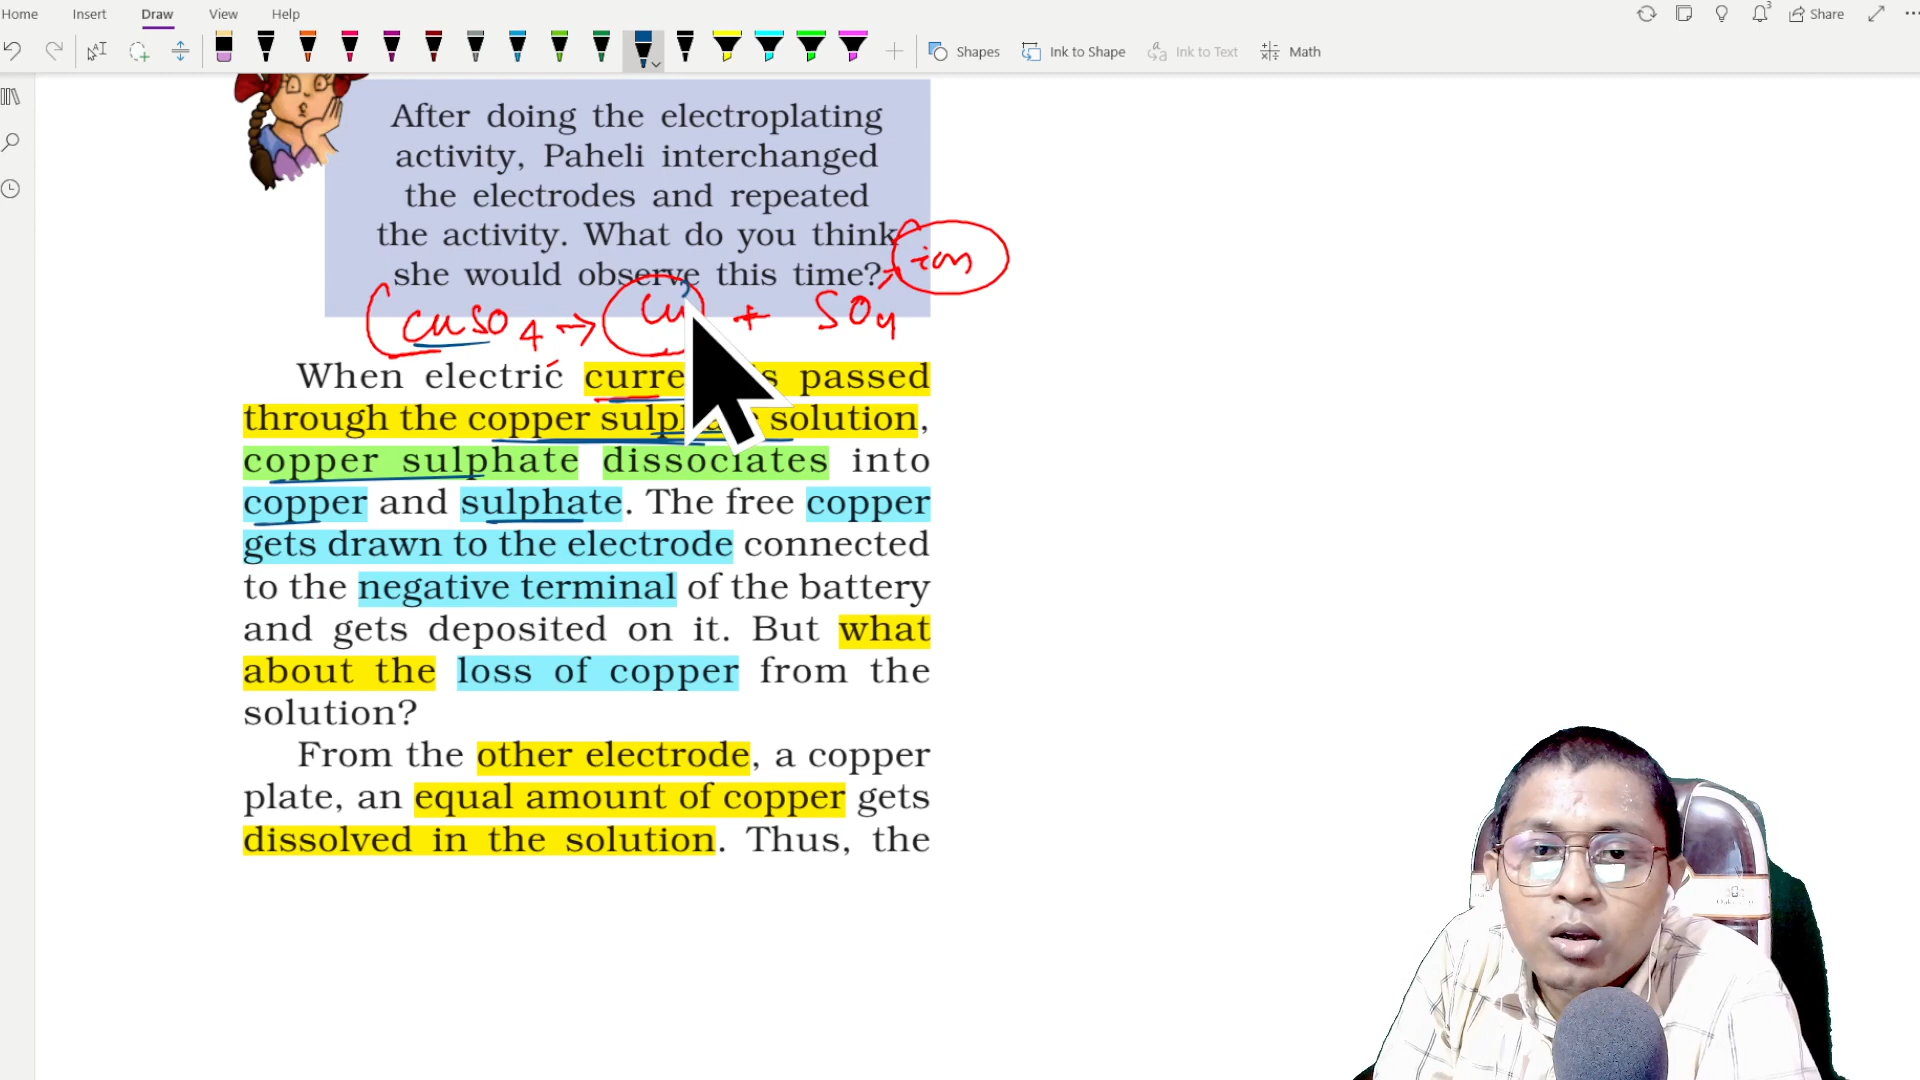 Home Insert Draw View Help
3 Share
Shapes Ink to Shape Ink to Text Math
After doing the electroplating
activity, Paheli interchanged
the electrodes and repeated
the activity. What do you think
she would observe this time?
ion
CuSO4 → Cu + SO4
When electric curre s passed
through the copper sulph solution,
copper sulphate dissociates into
copper and sulphate. The free copper
gets drawn to the electrode connected
to the negative terminal of the battery
and gets deposited on it. But what
about the loss of copper from the
solution?
From the other electrode, a copper
plate, an equal amount of copper gets
dissolved in the solution. Thus, the